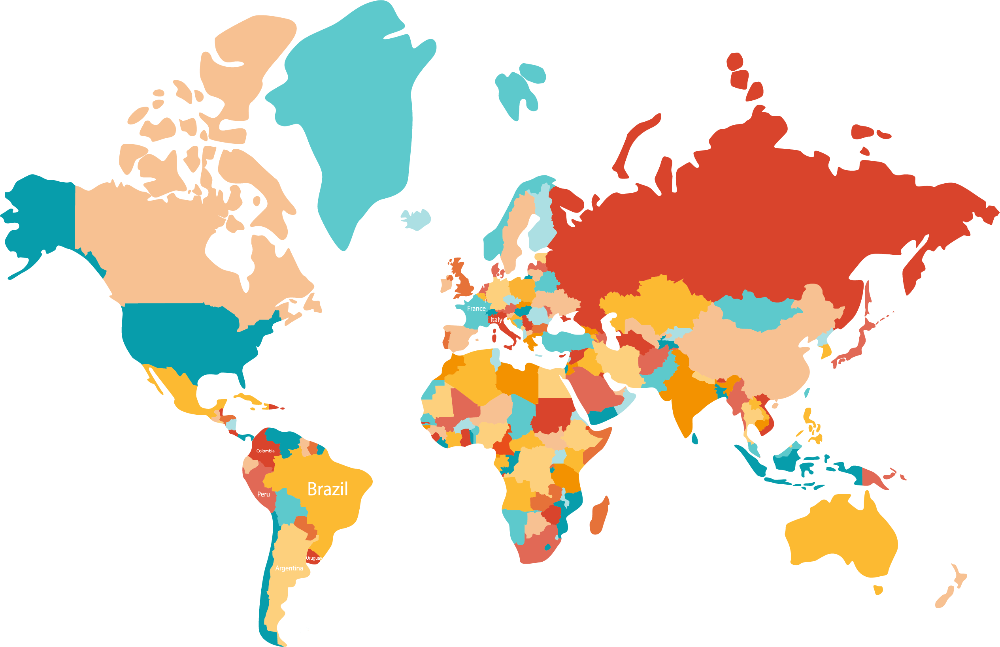 France
Italy
Colombia
Brazil
Peru
Uruguay
Argentina